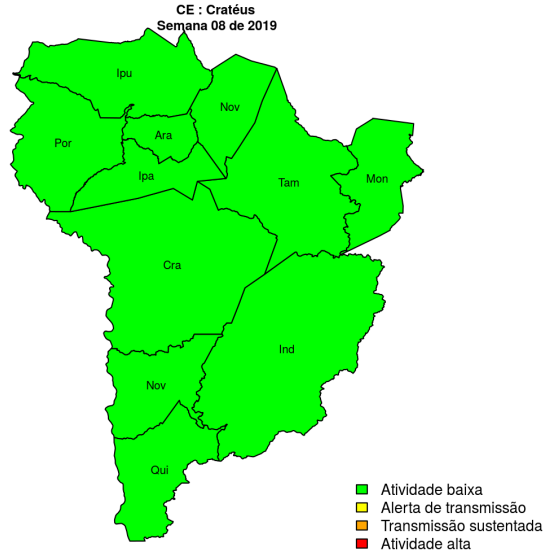 CE : Cratéus
Semana 08 de 2019
Ipu
Nov
Por
Ara
Ipa
Tam
Mon
Cra
Ind
Nov
Qui
Atividade baixa
Alerta de transmissão
Transmissão sustentada
Atividade alta